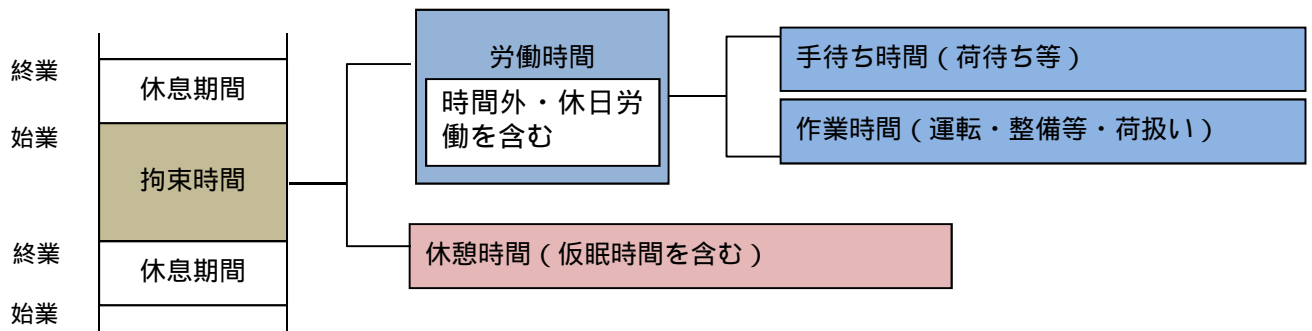 終業
休息期間
始業
拘束時間
終業
休息期間
始業
労働時間
時間外・休日労
働を含む
手待ち時間（荷待ち等）
作業時間（運転・整備等・荷扱い）
休憩時間（仮眠時間を含む）